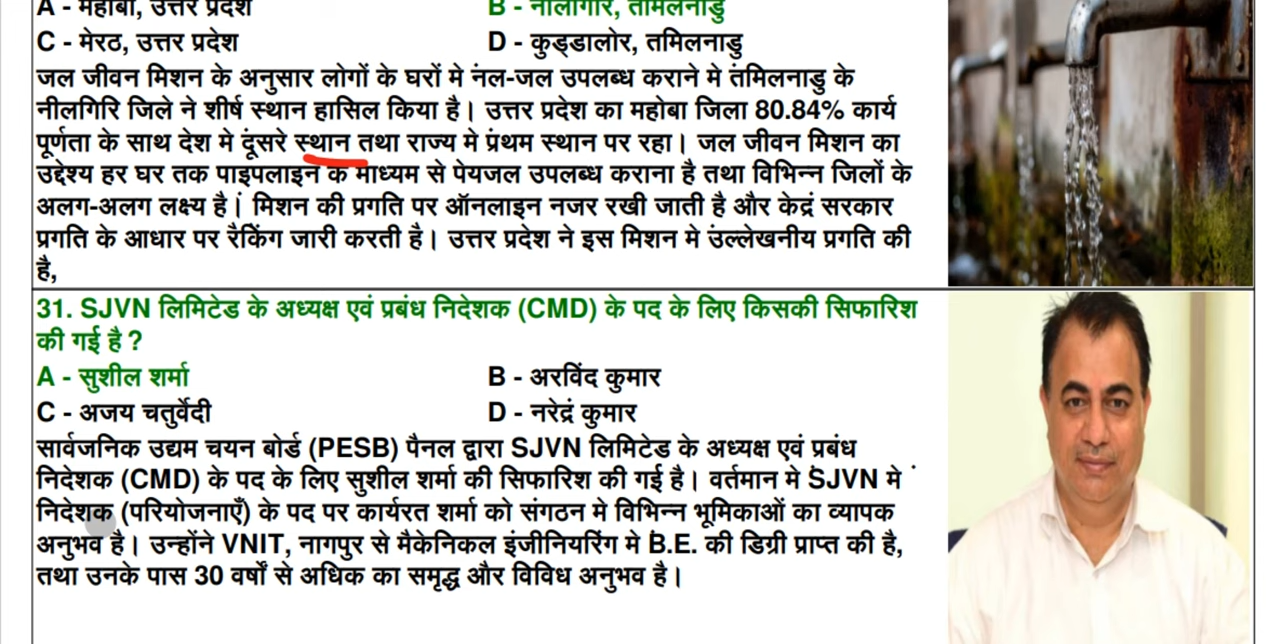 A - महोबा, उत्तर प्रदेश
B - नीलगिरि, तमिलनाडु
C - मेरठ, उत्तर प्रदेश
D - कुड्डालोर, तमिलनाडु
जल जीवन मिशन के अनुसार लोगों के घरों मे नंल-जल उपलब्ध कराने मे तंमिलनाडु के
नीलगिरि जिले ने शीर्ष स्थान हासिल किया है। उत्तर प्रदेश का महोबा जिला 80.84% कार्य
पूर्णता के साथ देश मे दूंसरे स्थान तथा राज्य मे प्रंथम स्थान पर रहा। जल जीवन मिशन का
उद्देश्य हर घर तक पाइपलाइन के माध्यम से पेयजल उपलब्ध कराना है तथा विभिन्न जिलों के
अलग-अलग लक्ष्य है। मिशन की प्रगति पर ऑनलाइन नजर रखी जाती है और केद्रं सरकार
प्रगति के आधार पर रैकिंग जारी करती है। उत्तर प्रदेश ने इस मिशन मे उंल्लेखनीय प्रगति की
है,
31. SJVN लिमिटेड के अध्यक्ष एवं प्रबंध निदेशक (CMD) के पद के लिए किसकी सिफारिश
की गई है ?
A - सुशील शर्मा
B - अरविंद कुमार
C - अजय चतुर्वेदी
D - नरेद्रं कुमार
सार्वजनिक उद्यम चयन बोर्ड (PESB) पैनल द्वारा SJVN लिमिटेड के अध्यक्ष एवं प्रबंध
निदेशक (CMD) के पद के लिए सुशील शर्मा की सिफारिश की गई है। वर्तमान मे SJVN मे
निदेशक (परियोजनाएँ) के पद पर कार्यरत शर्मा को संगठन मे विभिन्न भूमिकाओं का व्यापक
अनुभव है। उन्होंने VNIT, नागपुर से मैकेनिकल इंजीनियरिंग मे B.E. की डिग्री प्राप्त की है,
तथा उनके पास 30 वर्षों से अधिक का समृद्ध और विविध अनुभव है।